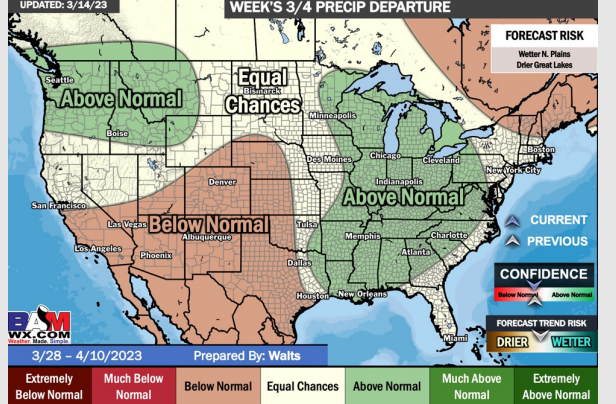 UPDATED: 3/14/23
WEEK'S 3/4 PRECIP DEPARTURE
FORECAST RISK
Wetter N. Plains
Drier Great Lakes
Seattle
Above Normal
Boise
Equal
Bismarck
Chances
Minneapolis
Des Moines
Chicago
Cleveland
Boston
New York City
Denver
Indianapolis
Above Normal
San Francisco
Las Vegas
Below Normal
Albuquerque
Tulsa
Memphis
Charlotte
Los Angeles
Phoenix
Dallas
Atlanta
Houston
New Orleans
Miami
CURRENT
PREVIOUS
CONFIDENCE
Below Normal
Above Normal
FORECAST TREND RISK
DRIER
WETTER
BAM
WX.COM
Weather. Made. Simple.
3/28 – 4/10/2023
Prepared By: Walts
Extremely
Below Normal
Much Below
Normal
Below Normal
Equal Chances
Above Normal
Much Above
Normal
Extremely
Above Normal